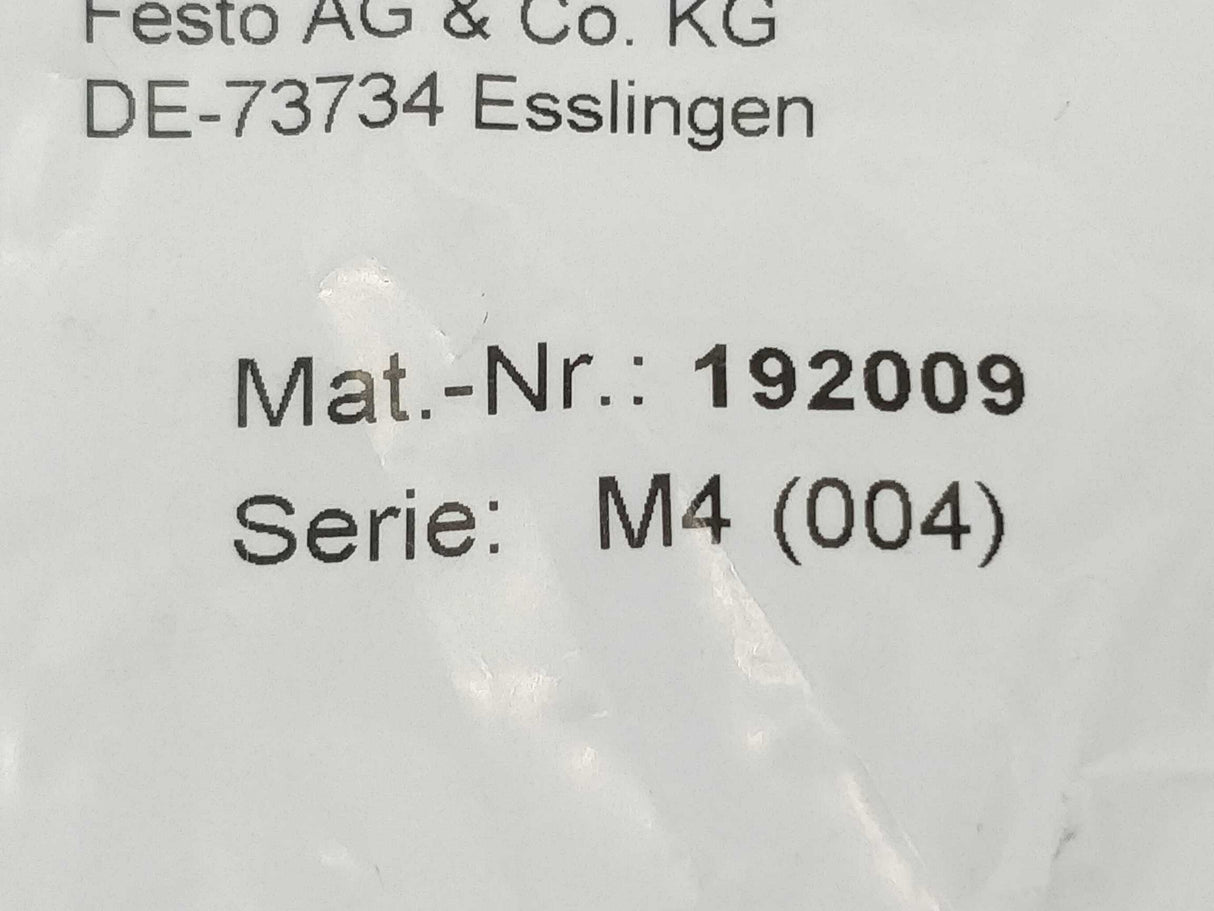 Festo AG & Co. KG
DE-73734 Esslingen
Mat.-Nr.: 192009
Serie: M4 (004)